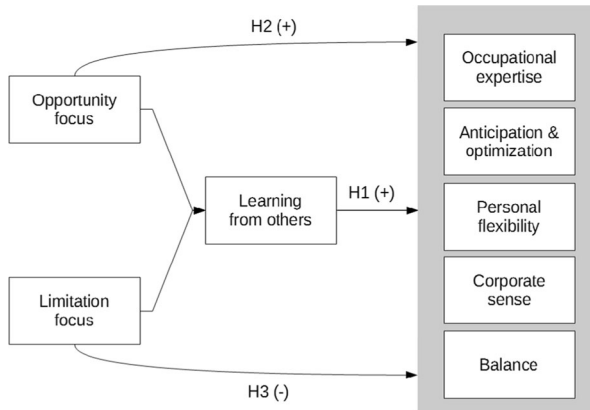 H2 (+)
Opportunity
focus
Learning
from others
H1 (+)
Limitation
focus
H3 (-)
Occupational
expertise
Anticipation &
optimization
Personal
flexibility
Corporate
sense
Balance